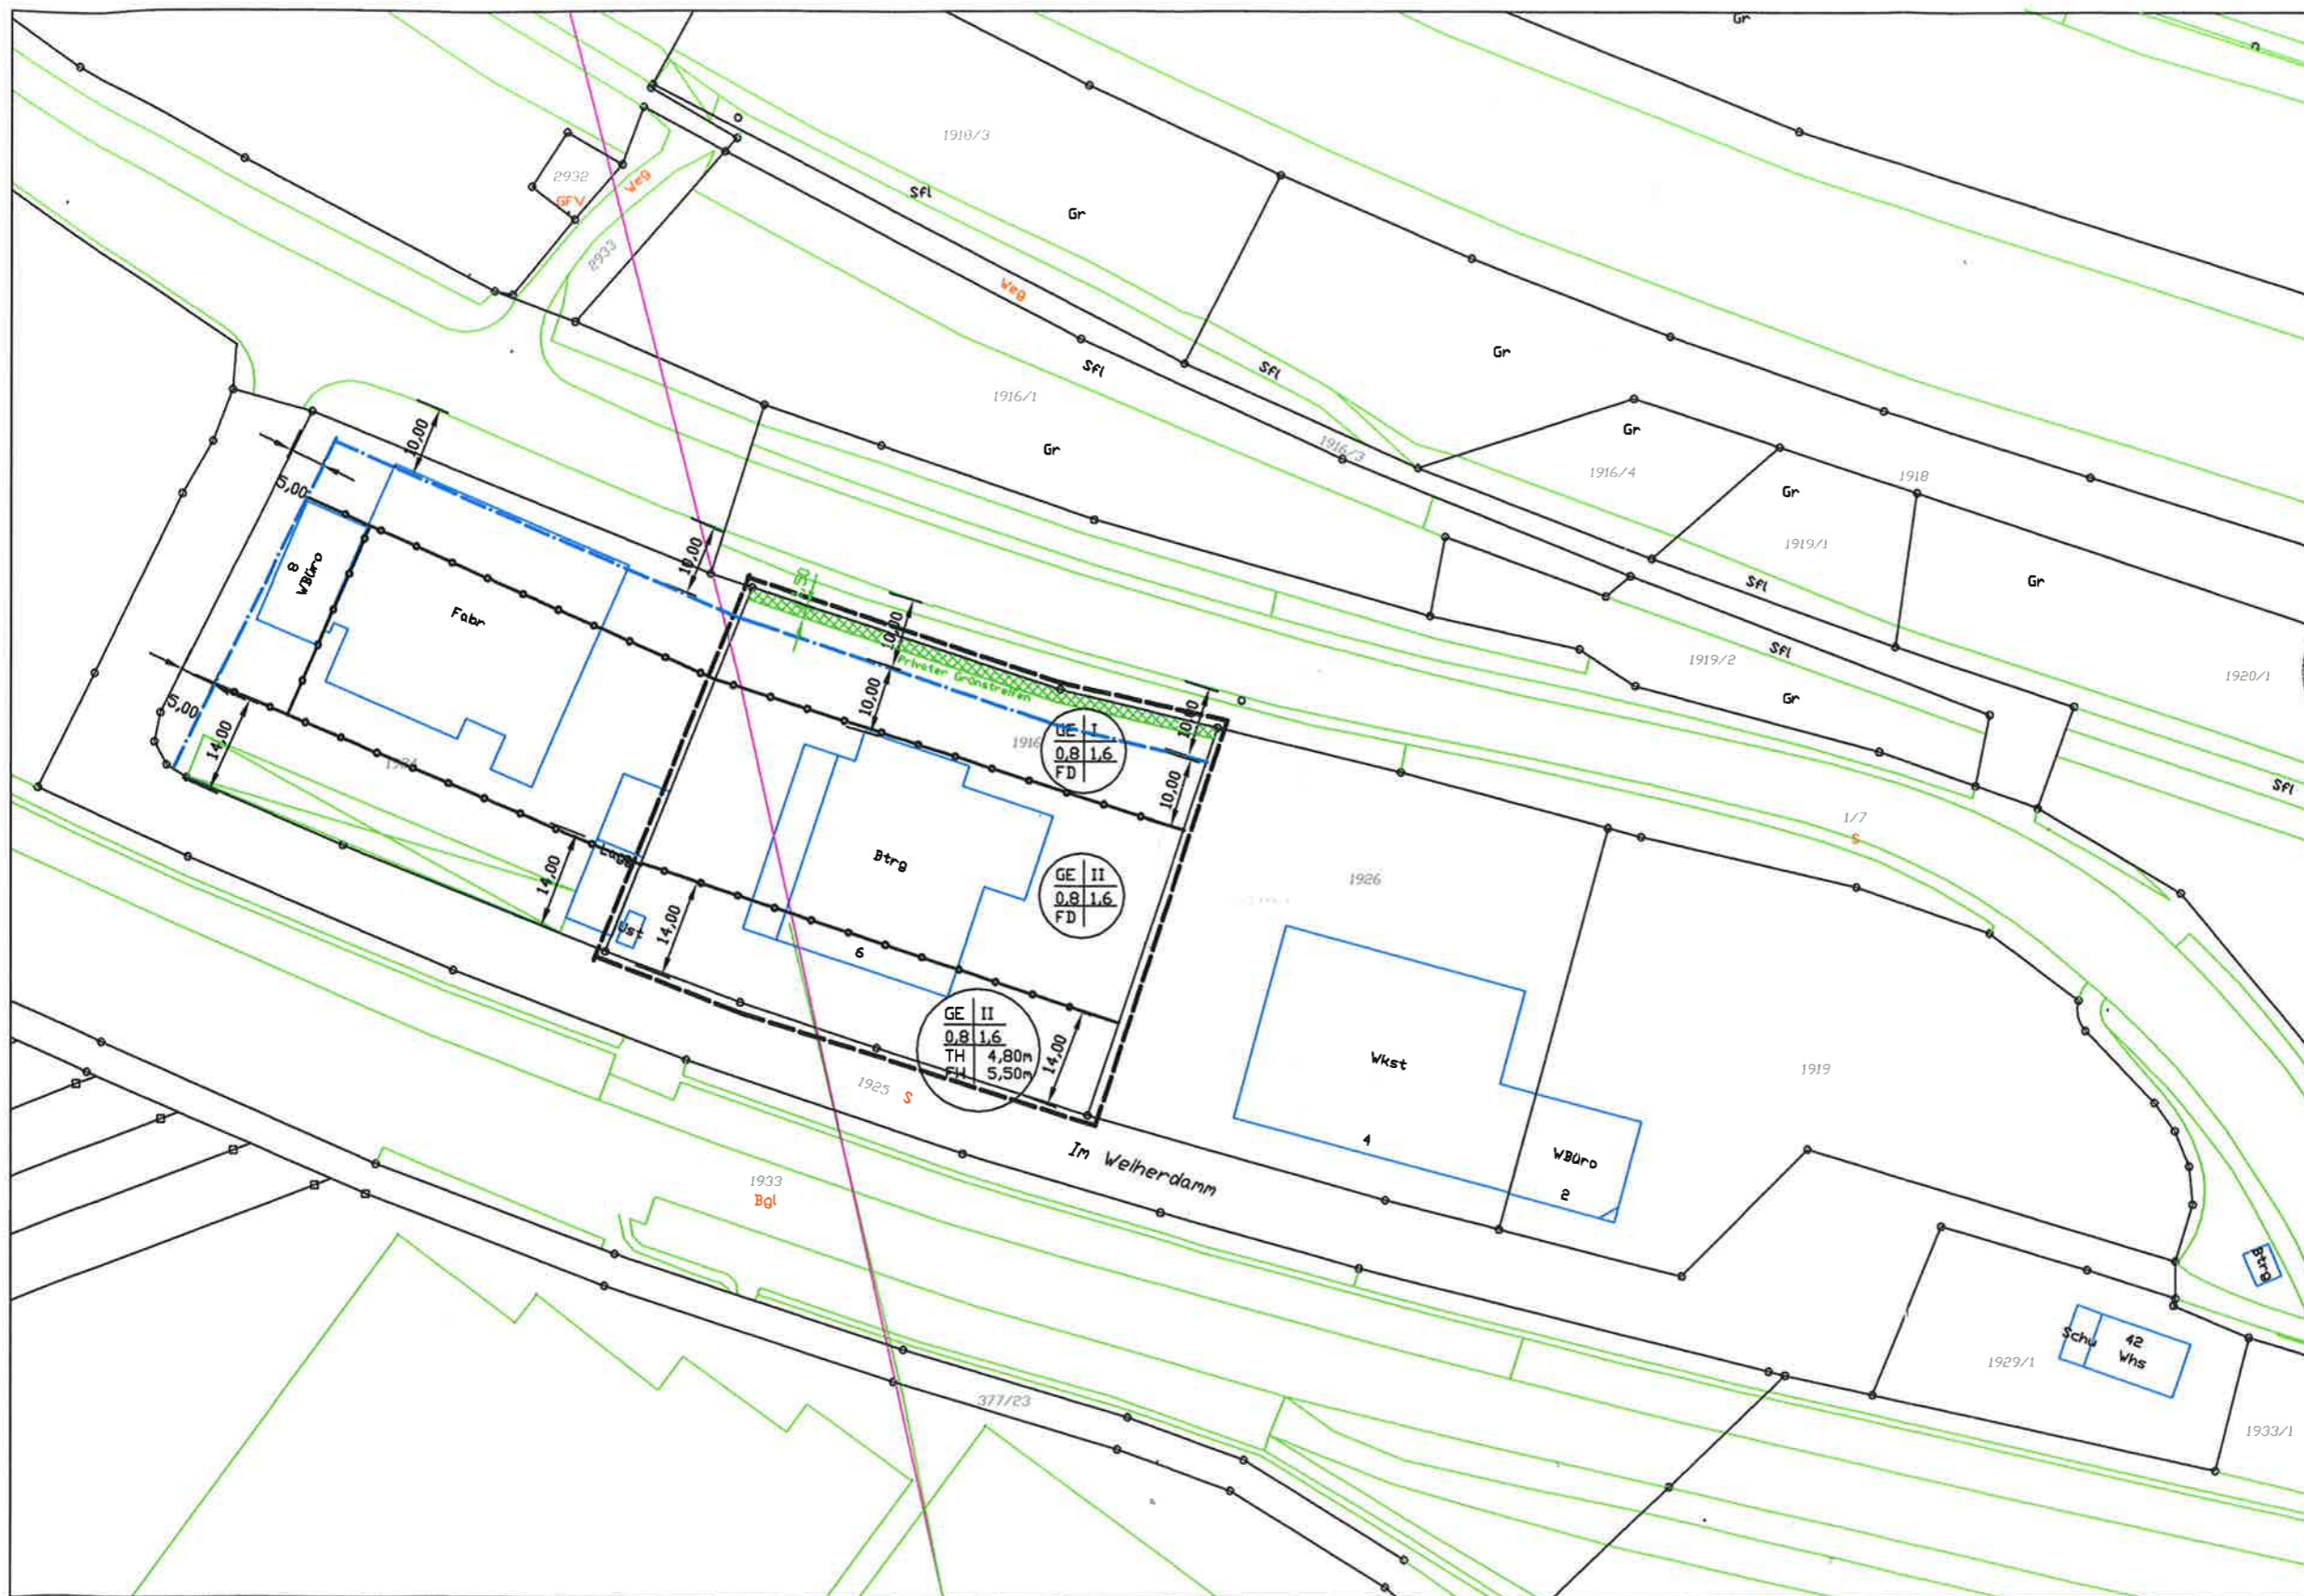 Gr
1918/3
2932
GFV
Weg
Sfl
Gr
2933
Weg
Gr
Sfl
Sfl
1916/1
10,00
Gr
Gr
1916/3
1916/4
1918
5,00
Gr
10,00
1919/1
8
WBüro
Sfl
Gr
Fabr
10,00
Sfl
1919/2
Privater Grünstreifen
1920/1
10,00
Gr
5,00
10,00
14,00
1916
GE I
0,8 1,6
FD
1924
10,00
Sfl
1/7
S
Btrg
14,00
GE II
0,8 1,6
FD
1926
14,00
Ust
6
GE II
0,8 1,6
TH 4,80m
FH 5,50m
14,00
Wkst
1919
1925 S
4
Im Weiherdamm
WBüro
2
1933
Bgl
Btrg
Schu
42
Whs
1929/1
377/23
1933/1